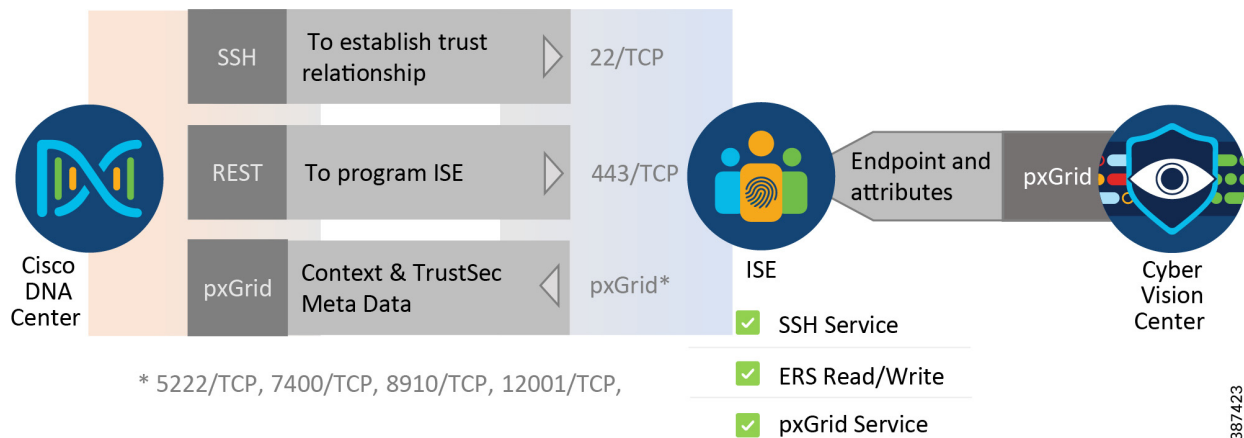 SSH
To establish trust
relationship
22/TCP
REST
To program ISE
443/TCP
pxGrid
Context & TrustSec
Meta Data
pxGrid*
Cisco
DNA
Center
* 5222/TCP, 7400/TCP, 8910/TCP, 12001/TCP,
ISE
SSH Service
ERS Read/Write
pxGrid Service
Endpoint and
attributes
pxGrid
Cyber
Vision
Center
387423